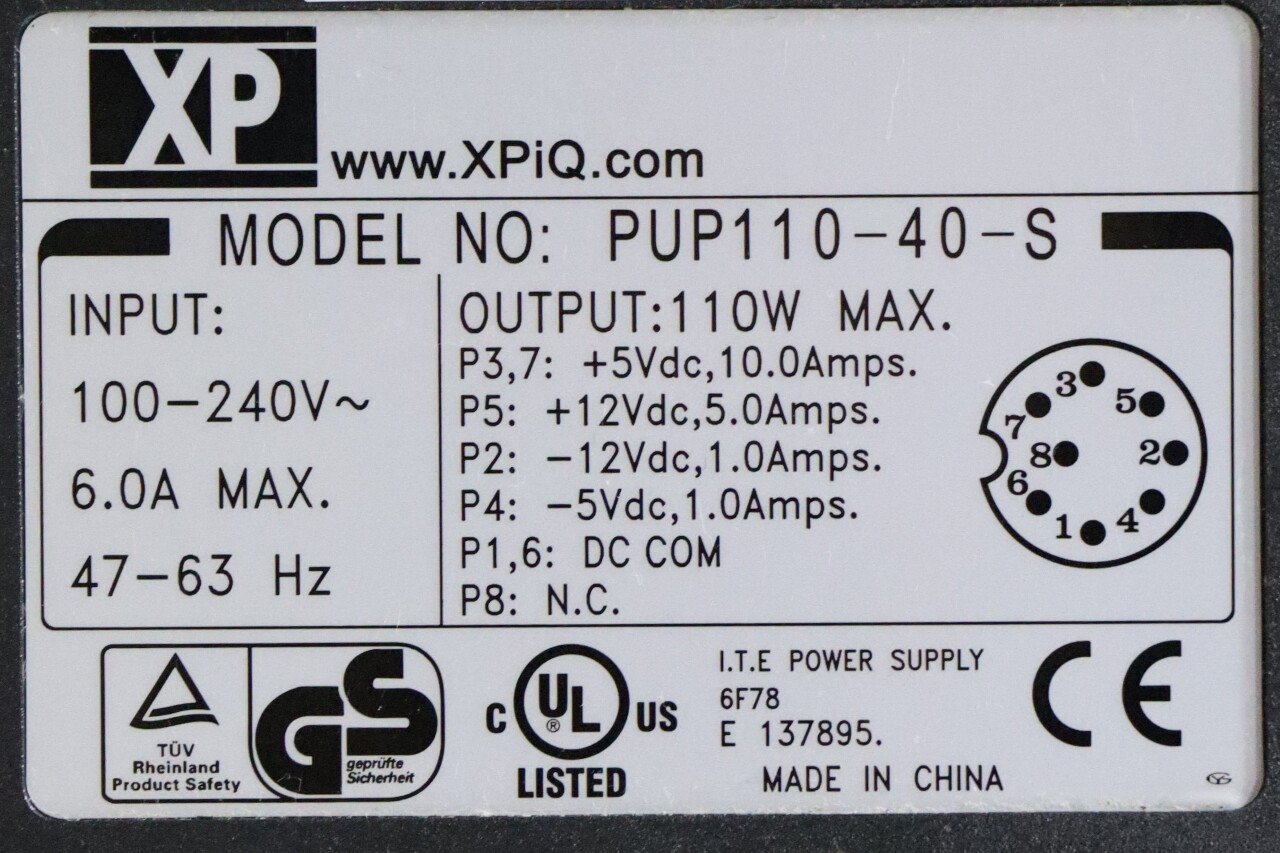 XP
www.XPiQ.com
MODEL NO: PUP110-40-S
INPUT:
100-240V~
6.0A MAX.
47-63 Hz
OUTPUT:110W MAX.
P3,7: +5Vdc,10.0Amps.
P5: +12Vdc,5.0Amps.
P2: -12Vdc,1.0Amps.
P4: -5Vdc,1.0Amps.
P1,6: DC COM
P8: N.C.
3
5
7
8
2
6
1
4
TÜV
Rheinland
Product Safety
GS
geprüfte
Sicherheit
C UL® US
LISTED
I.T.E POWER SUPPLY
6F78
E 137895.
MADE IN CHINA
CE